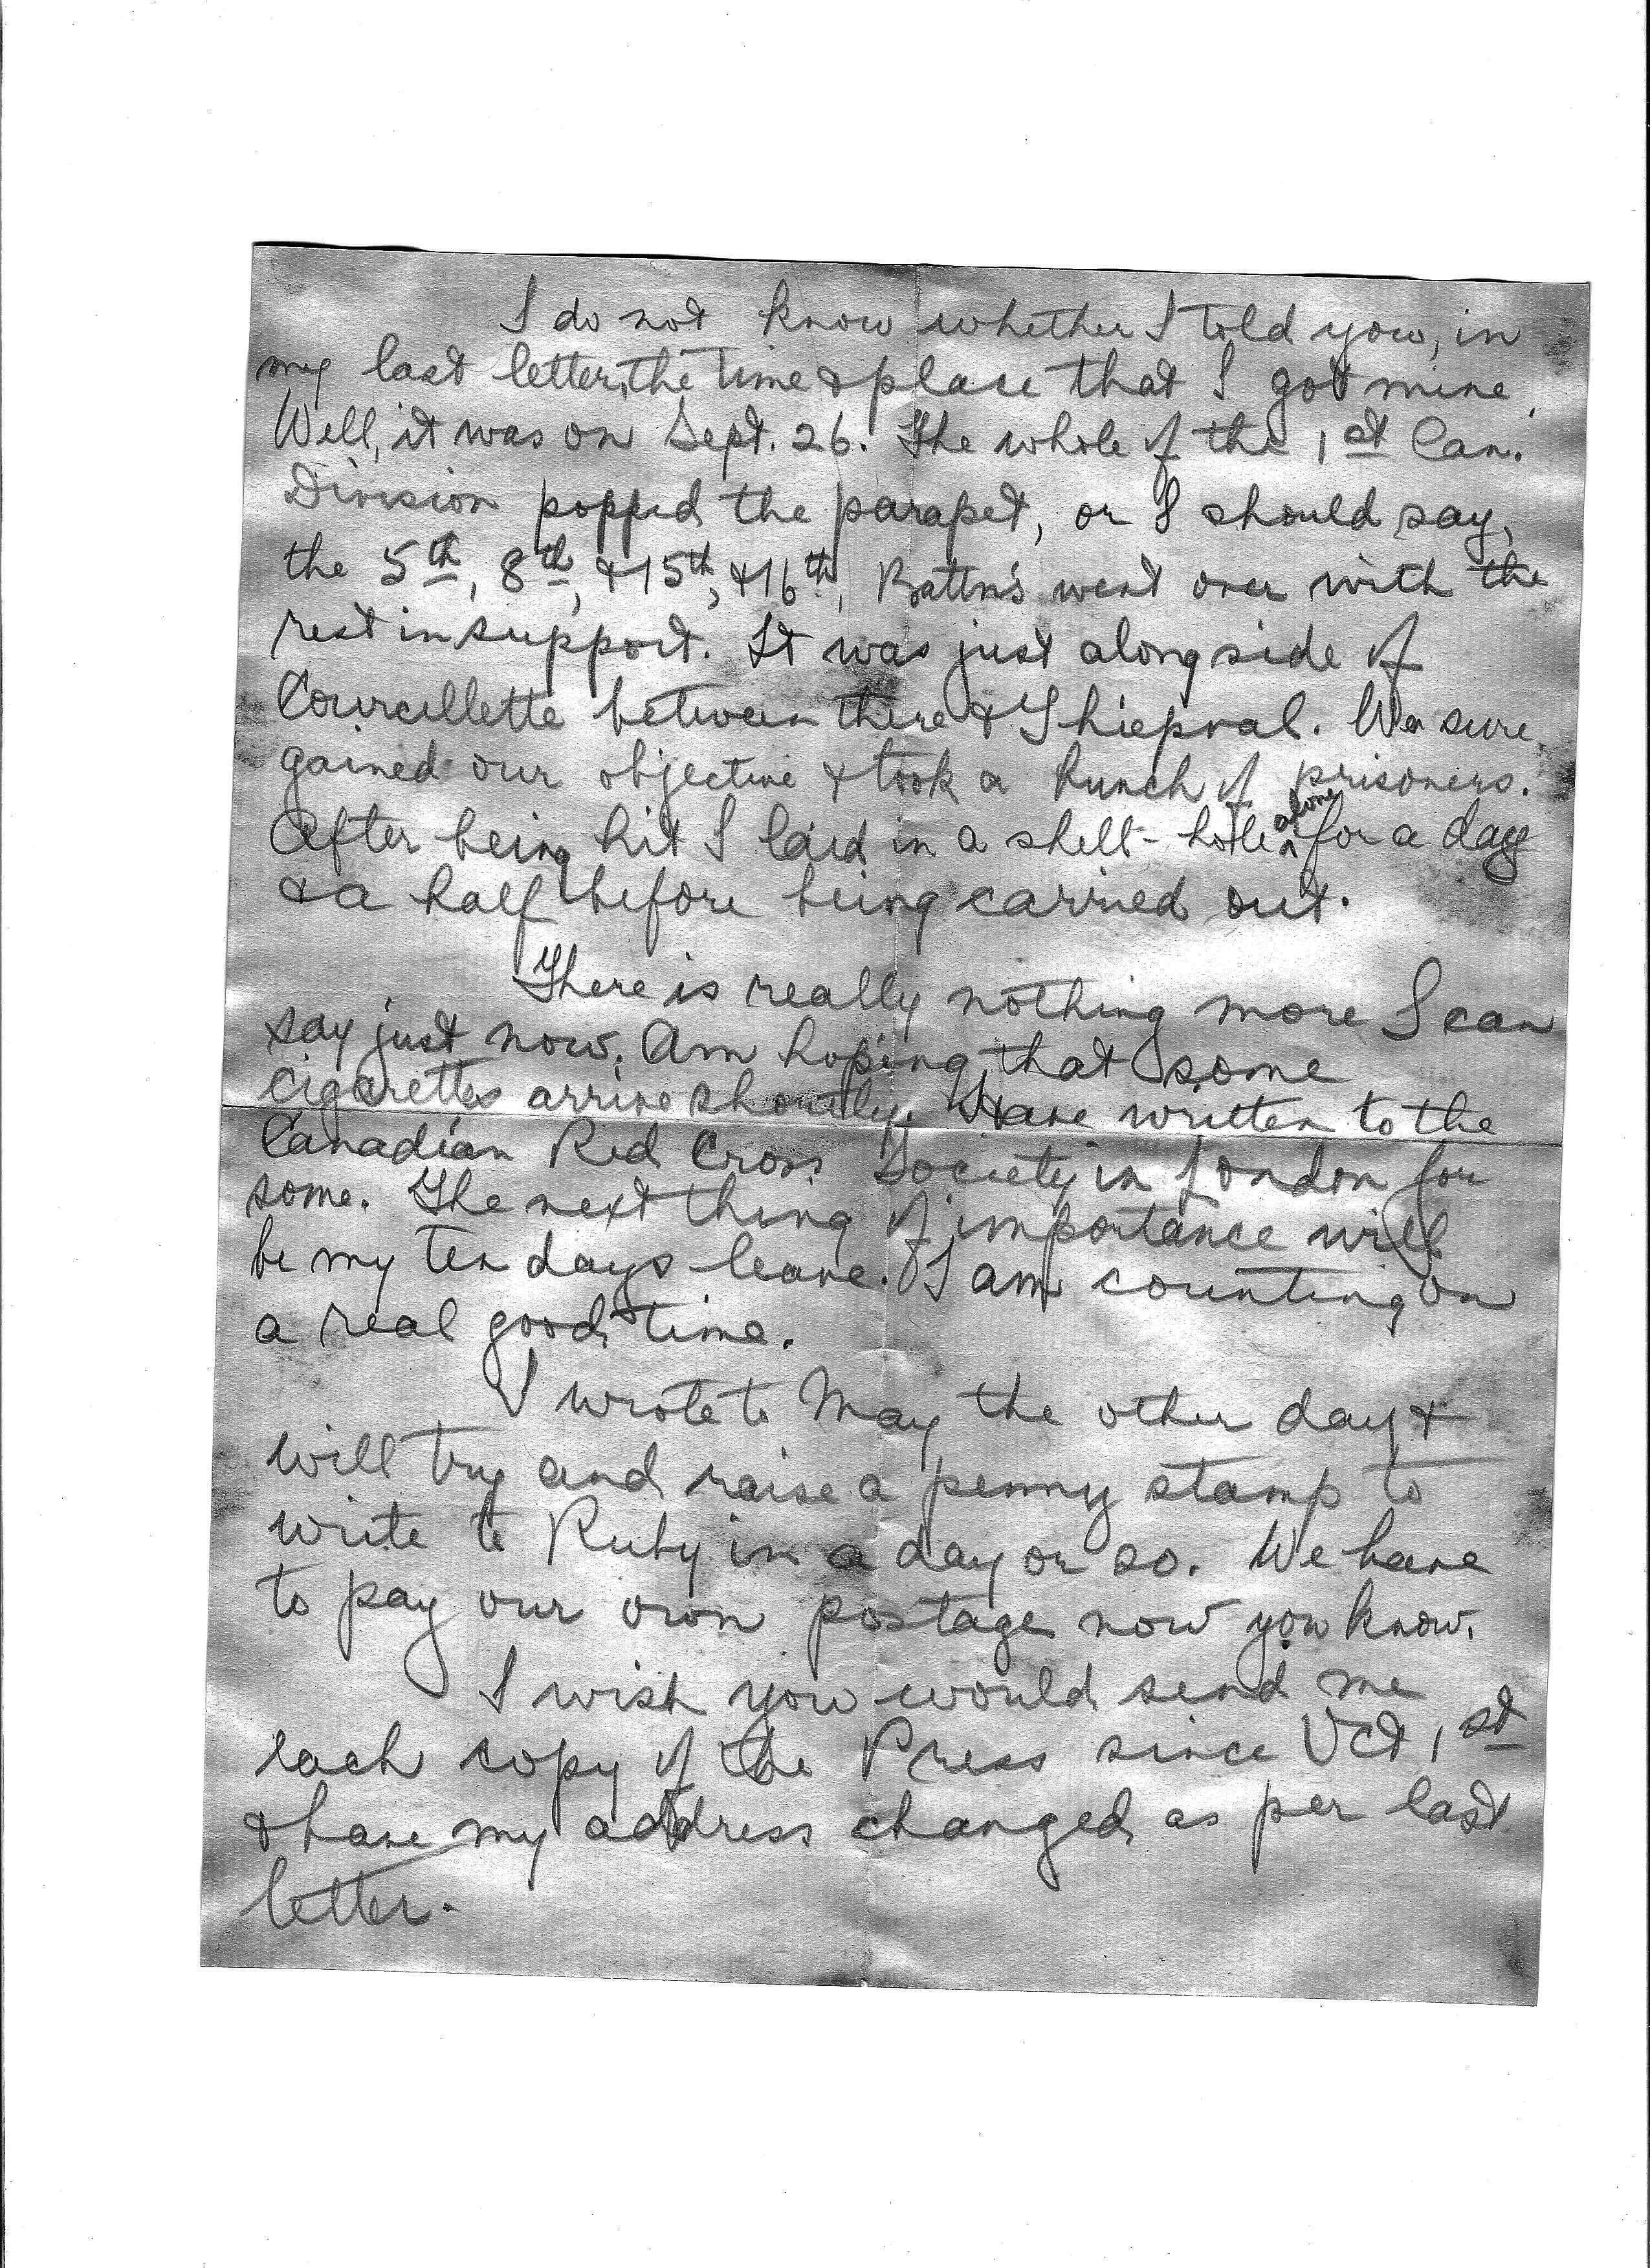 I do not know whether I told you, in
my last letter, the time & place that I got mine.
Well, it was on Sept. 26. The whole of the 1st Can.
Division popped the parapet, or I should say,
the 5th, 8th, & 15th, & 16th, Battn's went over with the
rest in support. It was just alongside of
Courcellette between there & Thiepval. We sure
gained our objective & took a bunch of prisoners.
After being hit I laid in a shell-hole alone for a day
& a half before being carried out.
There is really nothing more I can
say just now. Am hoping that some
cigarettes arrive shortly. Have written to the
Canadian Red Cross Society in London for
some. The next thing of importance will
be my ten days leave. I am counting on
a real good time.
I wrote to May the other day &
will try and raise a penny stamp to
write to Ruby in a day or so. We have
to pay our own postage now you know.
I wish you would send me
each copy of the Press since Oct 1st
& have my address changed as per last
letter.